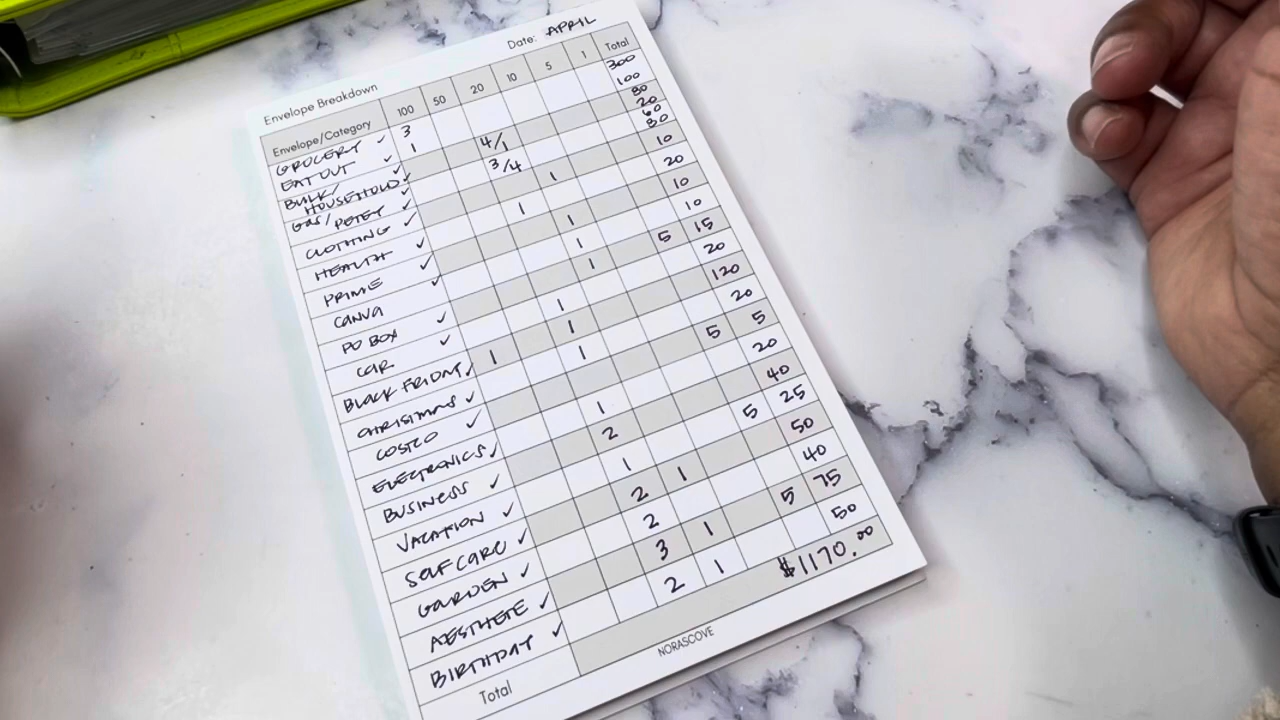 Date: APRIL
Envelope Breakdown
Envelope/Category 100 50 20 10 5 1 Total
GROCERY ✓ 3 300
EAT OUT ✓ 1 100
BULK/ ✓ 4/1 80
HOUSEHOLD ✓ 20
GAS/PETEY ✓ 3/4 60 80
CLOTHING ✓ 1 10
HEALTH ✓ 1 20
PRIME ✓ 1 10
CANVA 1 10
PO BOX ✓ 1 5 15
CAR ✓ 1 20
BLACK FRIDAY ✓ 1 1 120
CHRISTMAS ✓ 1 20
COSTCO ✓ 5 5
ELECTRONICS ✓ 1 20
BUSINESS ✓ 2 40
VACATION ✓ 1 5 25
SELF CARE ✓ 2 1 50
GARDEN ✓ 2 40
AESTHETE ✓ 3 1 5 75
BIRTHDAY ✓ 2 1 50
Total $1170.00
NORASCOVE